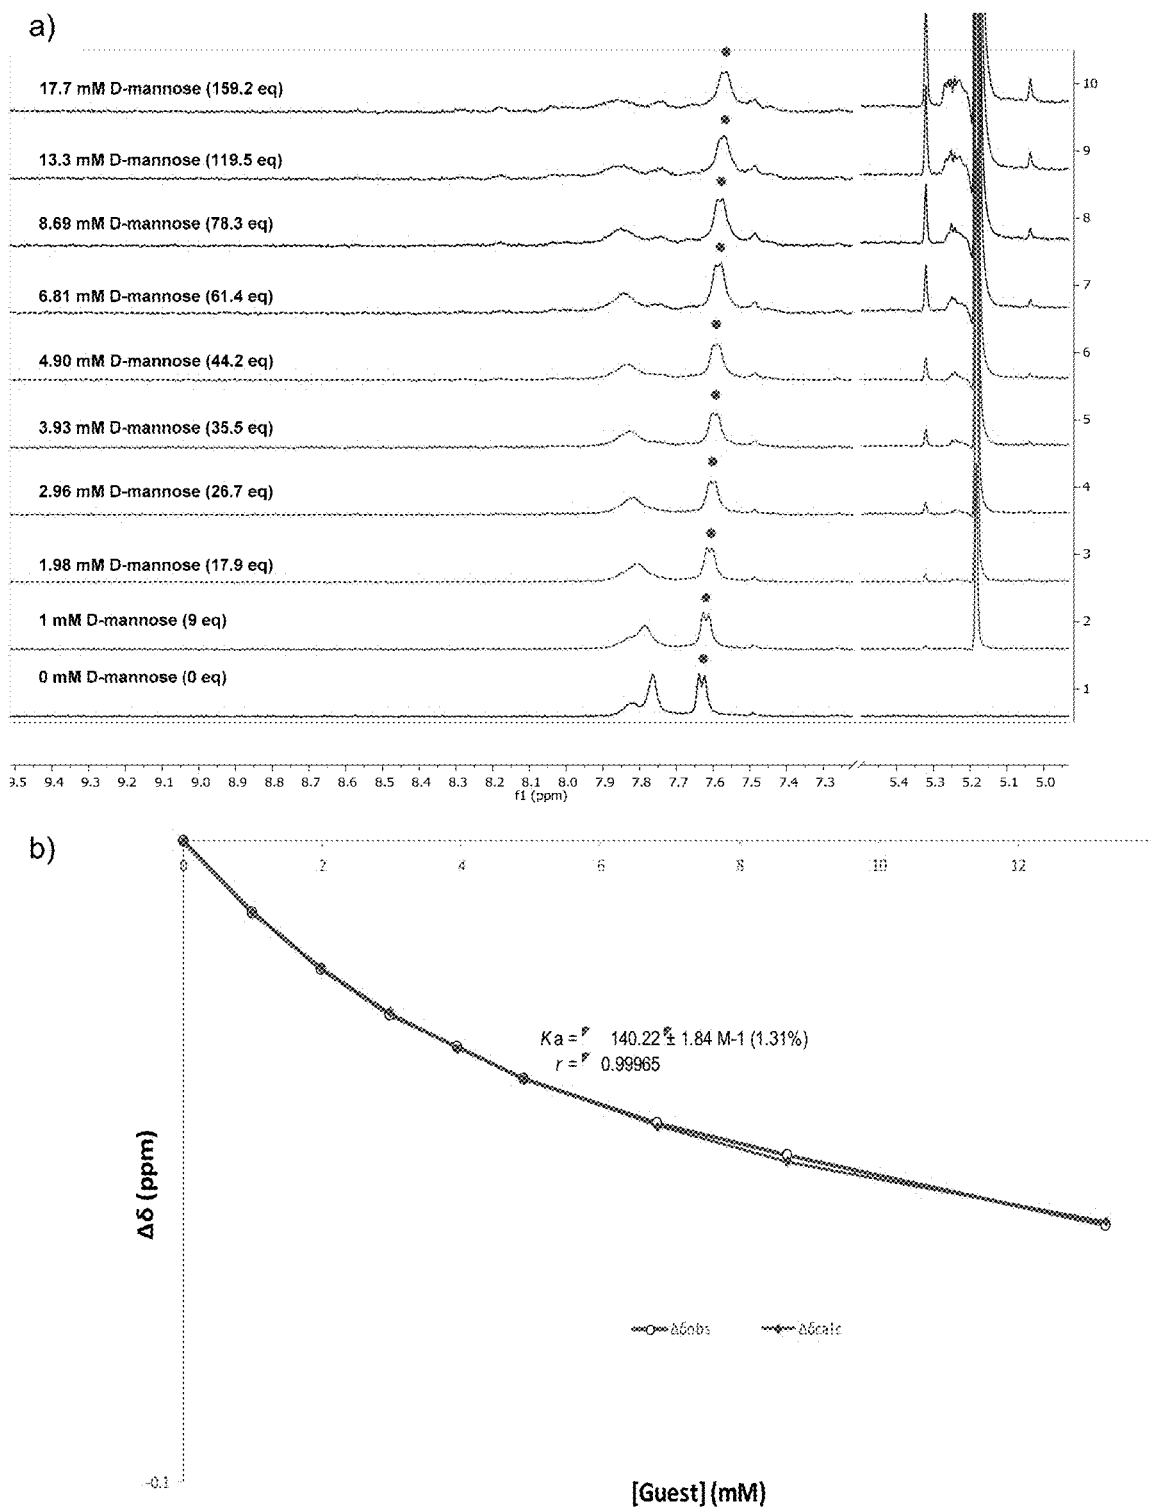 a)
17.7 mM D-mannose (159.2 eq)
10
13.3 mM D-mannose (119.5 eq)
9
8.69 mM D-mannose (78.3 eq)
8
6.81 mM D-mannose (61.4 eq)
7
4.90 mM D-mannose (44.2 eq)
6
3.93 mM D-mannose (35.5 eq)
5
2.96 mM D-mannose (26.7 eq)
4
1.98 mM D-mannose (17.9 eq)
3
1 mM D-mannose (9 eq)
2
0 mM D-mannose (0 eq)
1
9.5 9.4 9.3 9.2 9.1 9.0 8.9 8.8 8.7 8.6 8.5 8.4 8.3 8.2 8.1 8.0 7.9 7.8 7.7 7.6 7.5 7.4 7.3 5.4 5.3 5.2 5.1 5.0
f1 (ppm)
b)
0 2 4 6 8 10 12
Ka = 140.22 ± 1.84 M-1 (1.31%)
r = 0.99965
Δδ (ppm)
Δδobs Δδcalc
-0.1
[Guest] (mM)